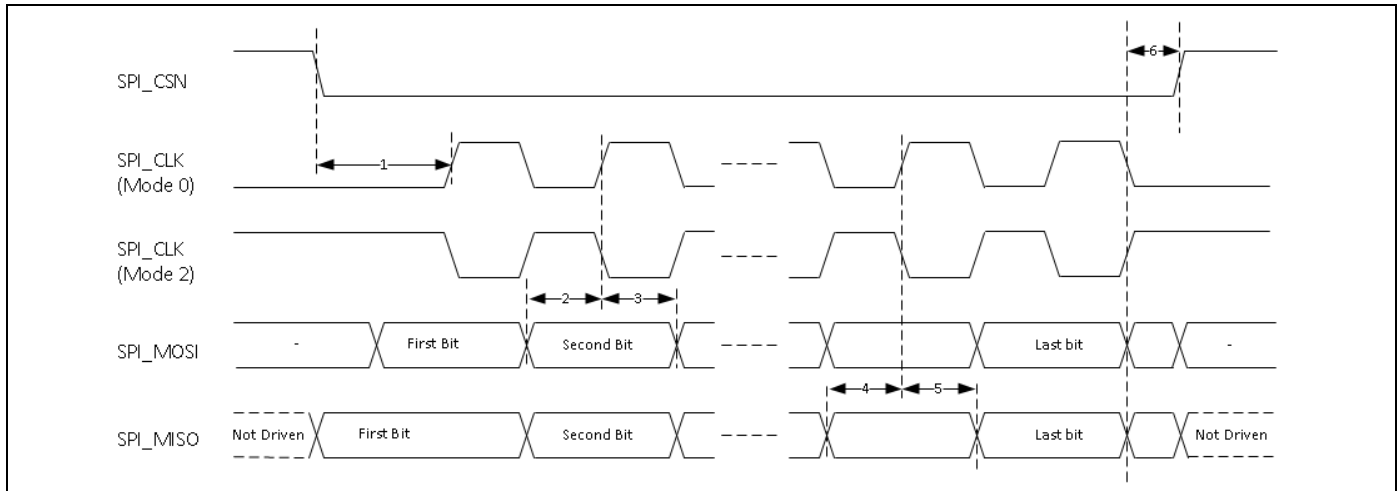 SPI_CSN
6
SPI_CLK
(Mode 0)
1
SPI_CLK
(Mode 2)
2
3
SPI_MOSI
-
First Bit
Second Bit
Last bit
-
4
5
SPI_MISO
Not Driven
First Bit
Second Bit
Last bit
Not Driven